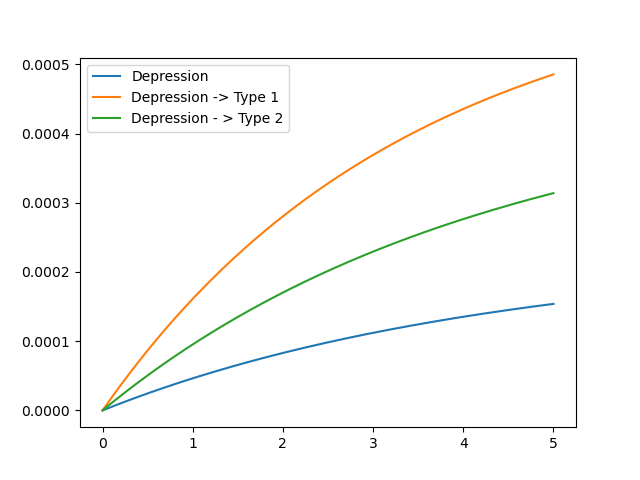 0.0005
0.0004
0.0003
0.0002
0.0001
0.0000
Depression
Depression -> Type 1
Depression - > Type 2
0 1 2 3 4 5